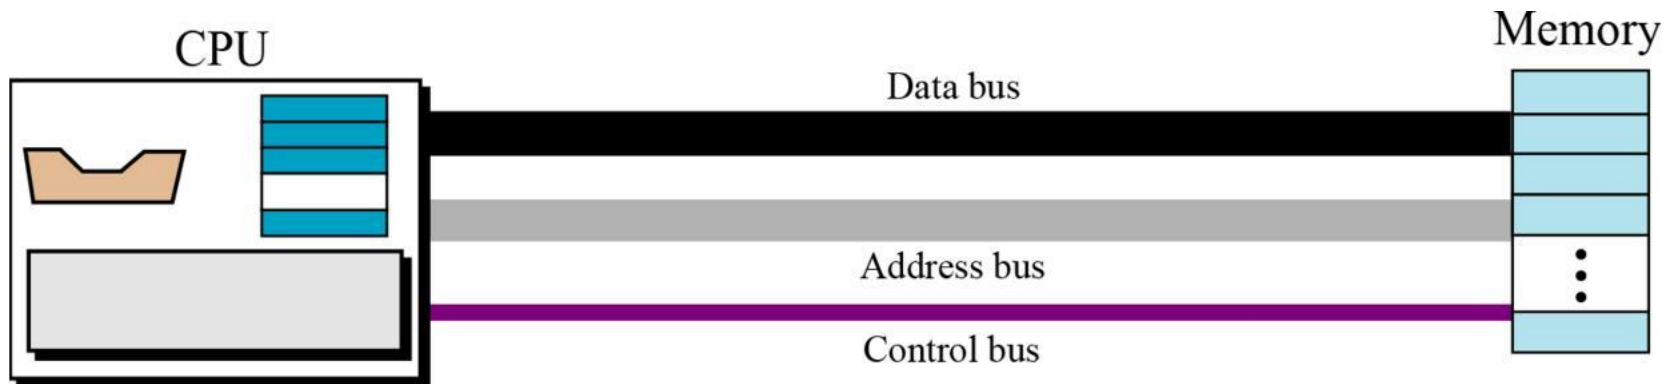 CPU
Memory
Data bus
Address bus
Control bus